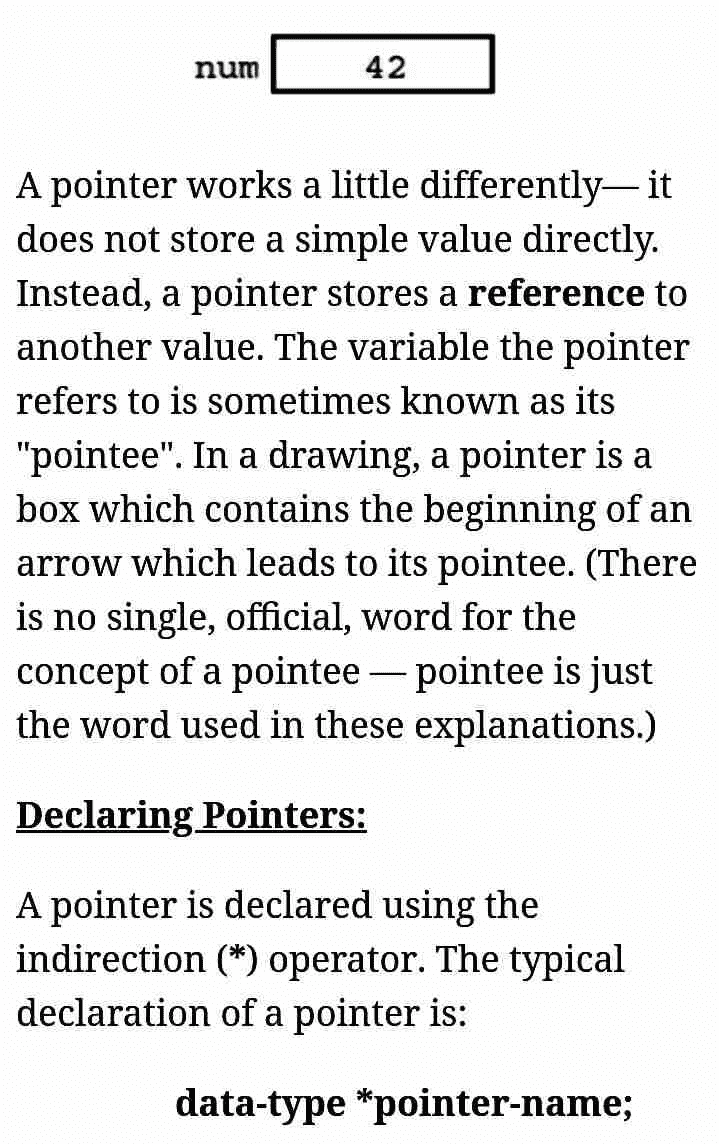 num 42
A pointer works a little differently— it
does not store a simple value directly.
Instead, a pointer stores a reference to
another value. The variable the pointer
refers to is sometimes known as its
"pointee". In a drawing, a pointer is a
box which contains the beginning of an
arrow which leads to its pointee. (There
is no single, official, word for the
concept of a pointee — pointee is just
the word used in these explanations.)
Declaring Pointers:
A pointer is declared using the
indirection (*) operator. The typical
declaration of a pointer is:
data-type *pointer-name;